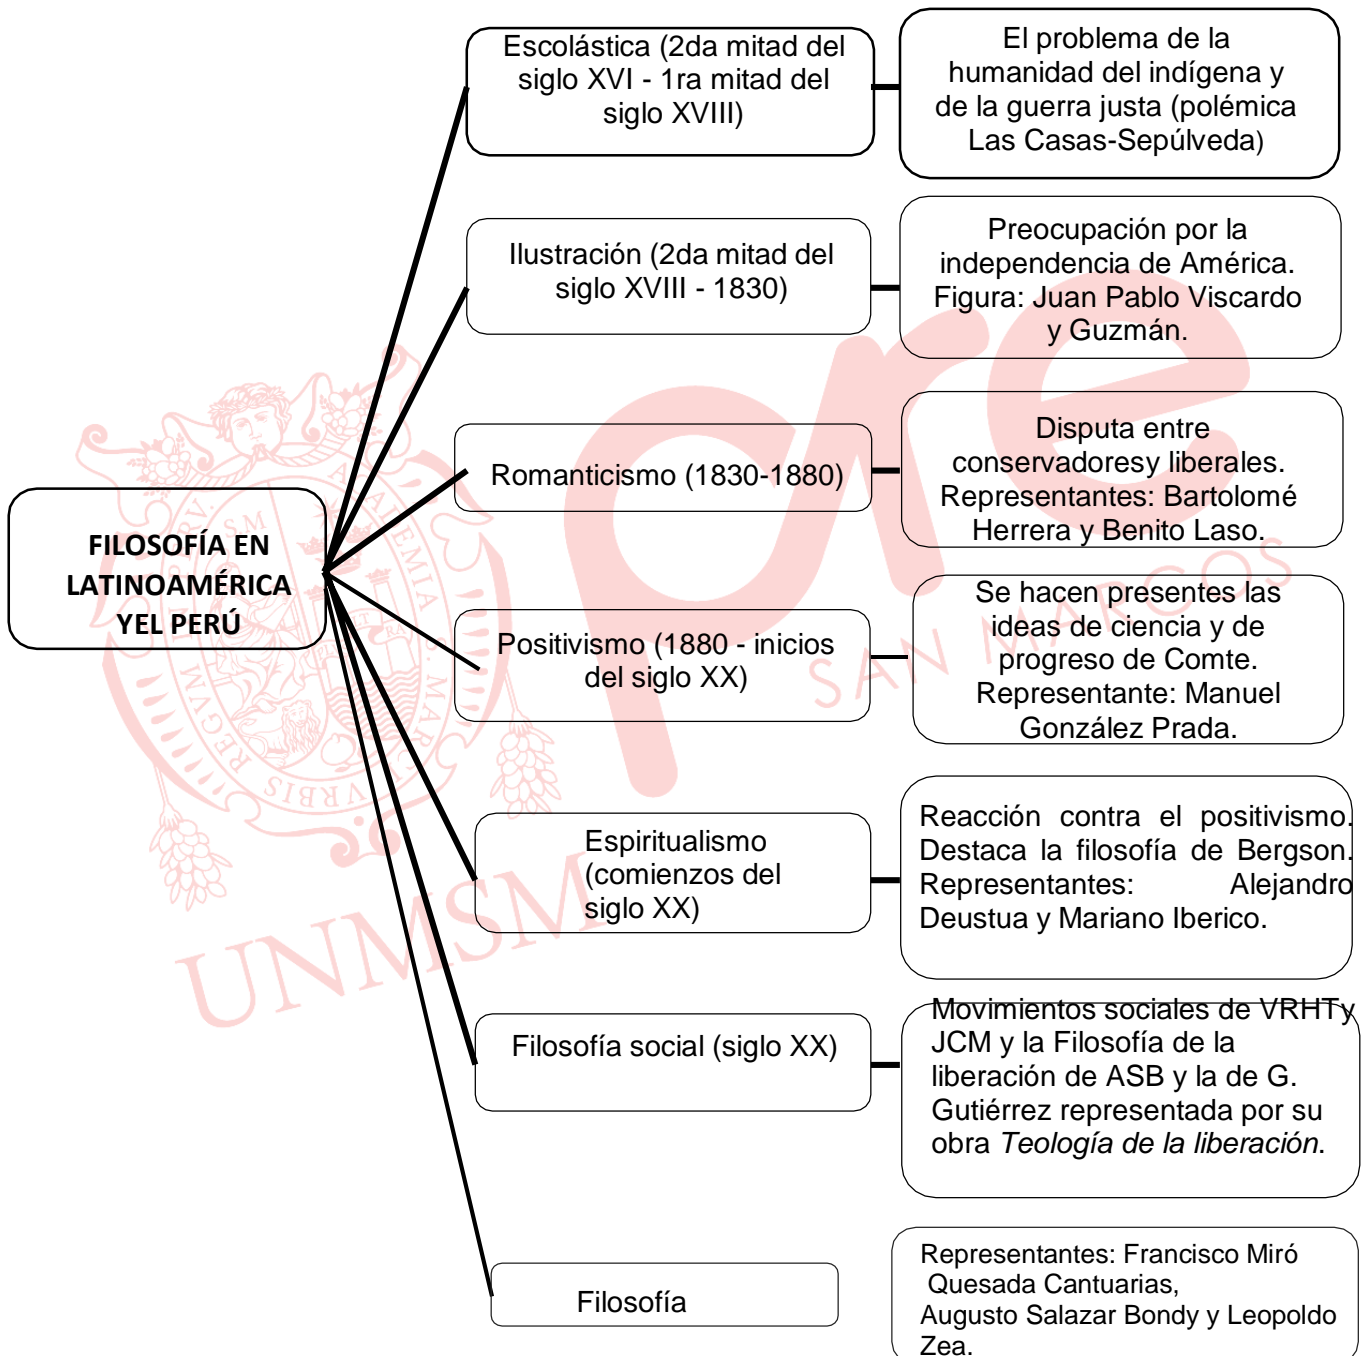 Escolástica (2da mitad del
siglo XVI - 1ra mitad del
siglo XVIII)
El problema de la
humanidad del indígena y
de la guerra justa (polémica
Las Casas-Sepúlveda)
Ilustración (2da mitad del
siglo XVIII - 1830)
Preocupación por la
independencia de América.
Figura: Juan Pablo Viscardo
y Guzmán.
Romanticismo (1830-1880)
Disputa entre
conservadoresy liberales.
Representantes: Bartolomé
Herrera y Benito Laso.
FILOSOFÍA EN
LATINOAMÉRICA
YEL PERÚ
Positivismo (1880 - inicios
del siglo XX)
Se hacen presentes las
ideas de ciencia y de
progreso de Comte.
Representante: Manuel
González Prada.
Espiritualismo
(comienzos del
siglo XX)
Reacción contra el positivismo.
Destaca la filosofía de Bergson.
Representantes: Alejandro
Deustua y Mariano Iberico.
Filosofía social (siglo XX)
Movimientos sociales de VRHTy
JCM y la Filosofía de la
liberación de ASB y la de G.
Gutiérrez representada por su
obra Teología de la liberación.
Filosofía
Representantes: Francisco Miró
Quesada Cantuarias,
Augusto Salazar Bondy y Leopoldo
Zea.
pre
SAN MARCOS
UNMSM